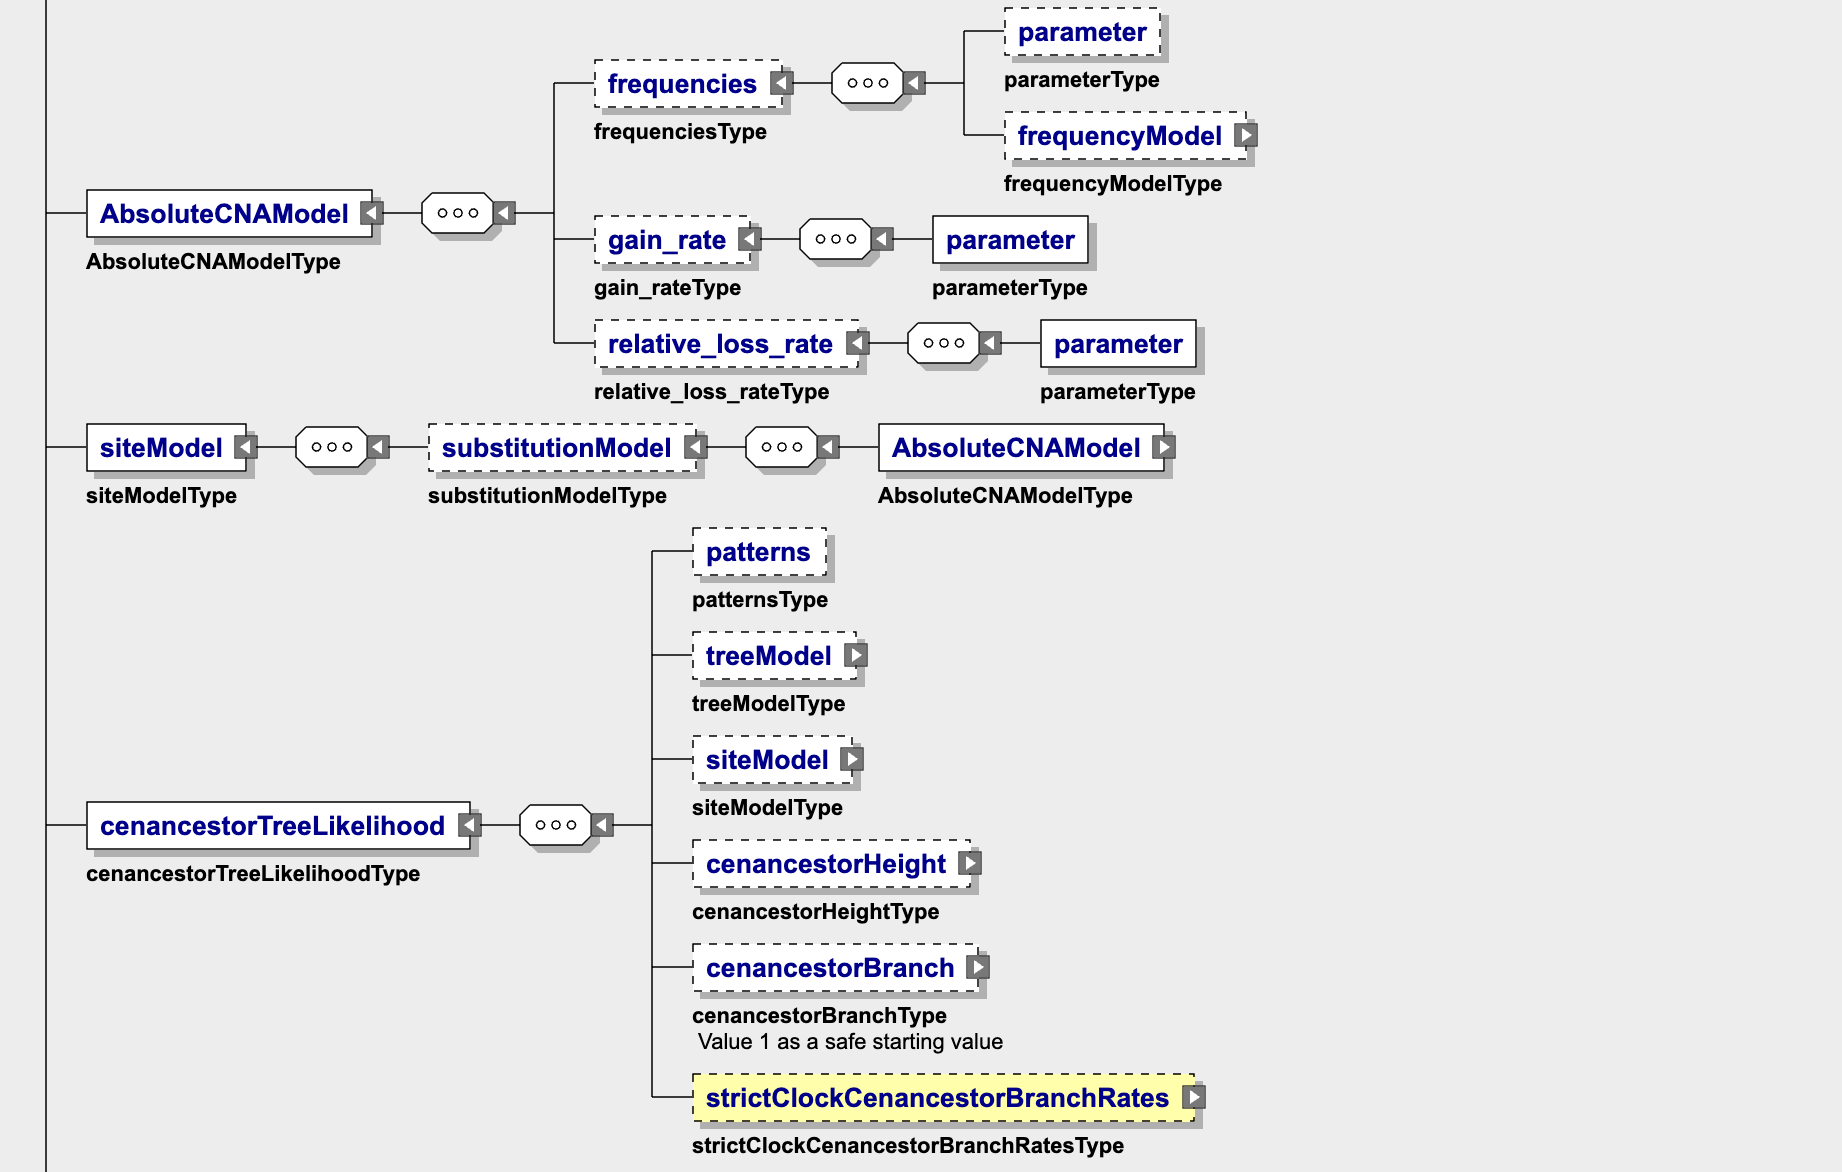 parameter
parameterType
frequencies
frequenciesType
frequencyModel
frequencyModelType
AbsoluteCNAModel
AbsoluteCNAModelType
gain_rate
gain_rateType
parameter
parameterType
relative_loss_rate
relative_loss_rateType
parameter
parameterType
siteModel
siteModelType
substitutionModel
substitutionModelType
AbsoluteCNAModel
AbsoluteCNAModelType
cenancestorTreeLikelihood
cenancestorTreeLikelihoodType
patterns
patternsType
treeModel
treeModelType
siteModel
siteModelType
cenancestorHeight
cenancestorHeightType
cenancestorBranch
cenancestorBranchType
Value 1 as a safe starting value
strictClockCenancestorBranchRates
strictClockCenancestorBranchRatesType